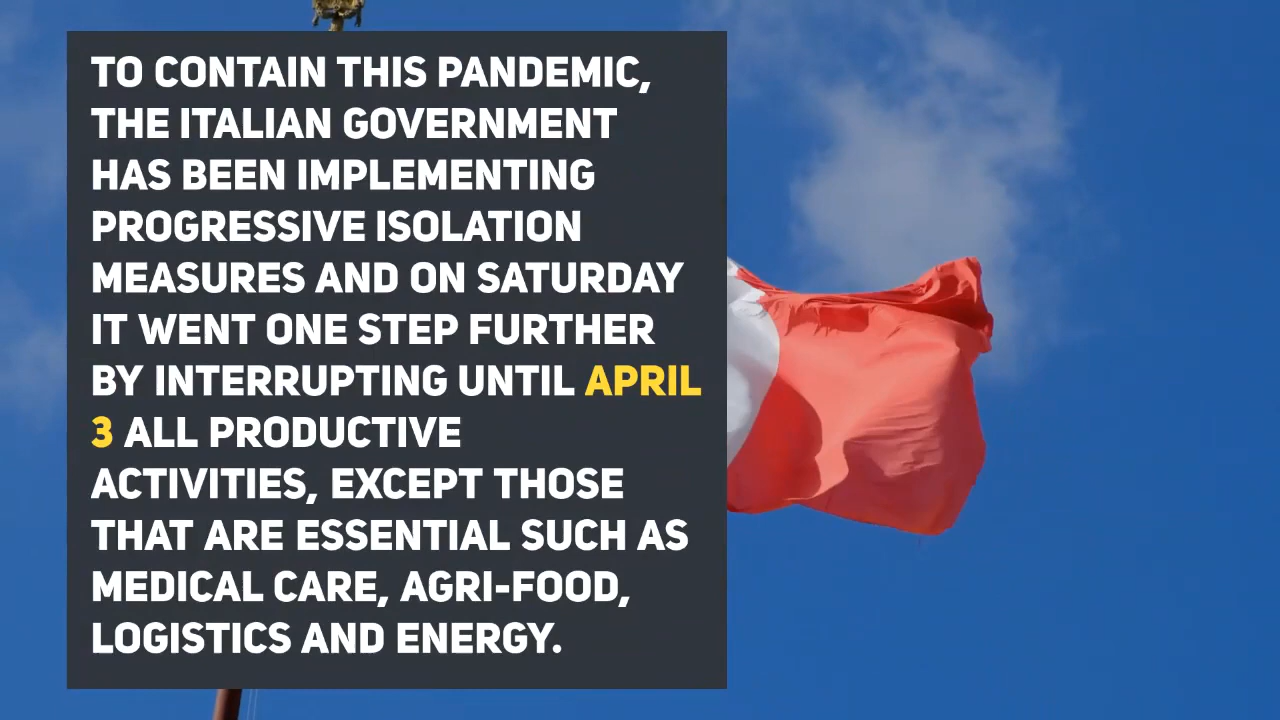 TO CONTAIN THIS PANDEMIC,
THE ITALIAN GOVERNMENT
HAS BEEN IMPLEMENTING
PROGRESSIVE ISOLATION
MEASURES AND ON SATURDAY
IT WENT ONE STEP FURTHER
BY INTERRUPTING UNTIL APRIL
3 ALL PRODUCTIVE
ACTIVITIES, EXCEPT THOSE
THAT ARE ESSENTIAL SUCH AS
MEDICAL CARE, AGRI-FOOD,
LOGISTICS AND ENERGY.